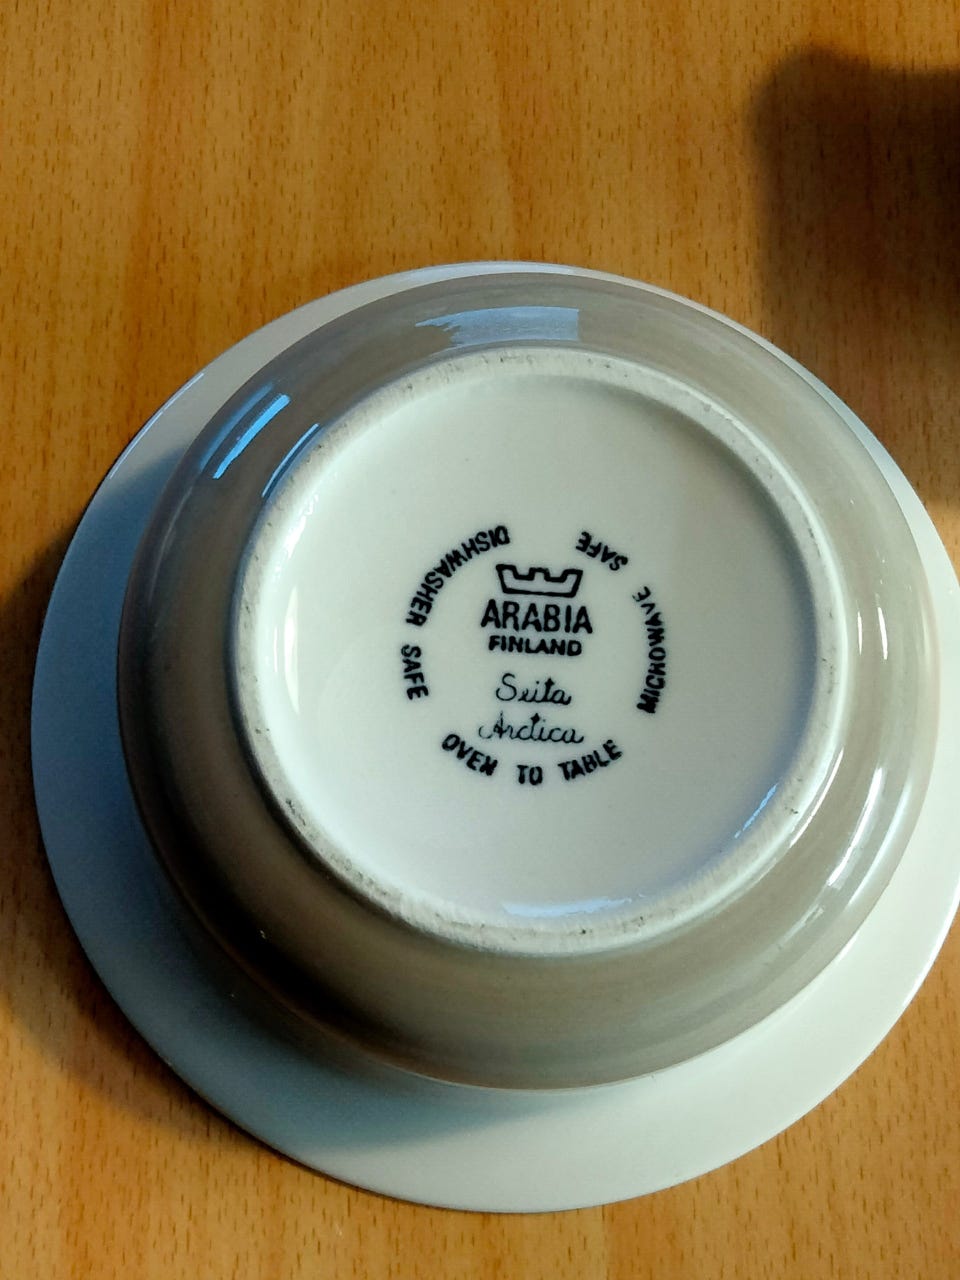 DISHWASHER SAFE
MICROWAVE SAFE
ARABIA
FINLAND
Seita
Arctica
OVEN TO TABLE